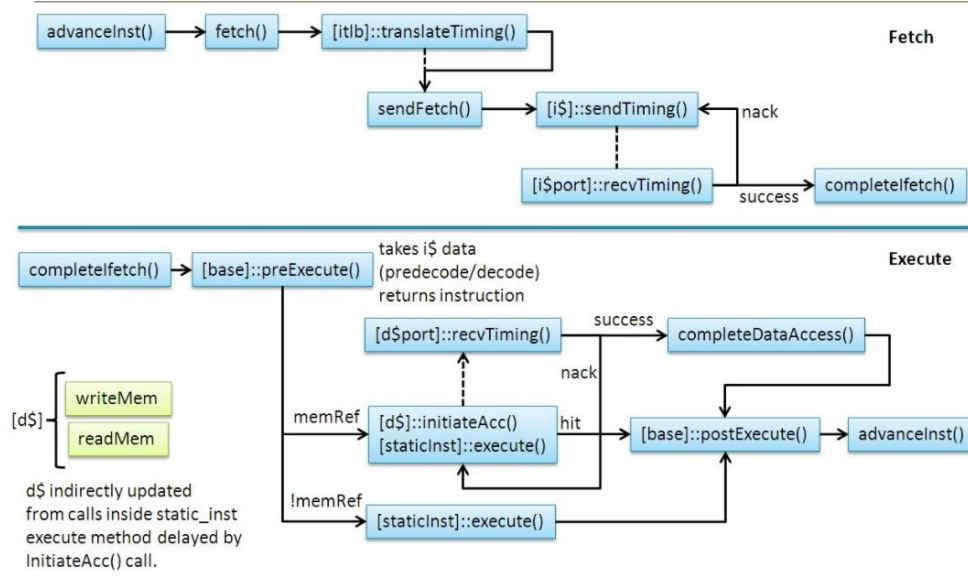 advanceInst()
fetch()
[itlb]::translateTiming()
Fetch
sendFetch()
[i$]::sendTiming()
nack
[i$port]::recvTiming()
success
completeIfetch()
completeIfetch()
[base]::preExecute()
takes i$ data
(predecode/decode)
returns instruction
Execute
[d$port]::recvTiming()
success
completeDataAccess()
nack
[d$]
writeMem
readMem
memRef
[d$]::initiateAcc()
[staticInst]::execute()
hit
[base]::postExecute()
advanceInst()
!memRef
[staticInst]::execute()
d$ indirectly updated
from calls inside static_inst
execute method delayed by
InitiateAcc() call.